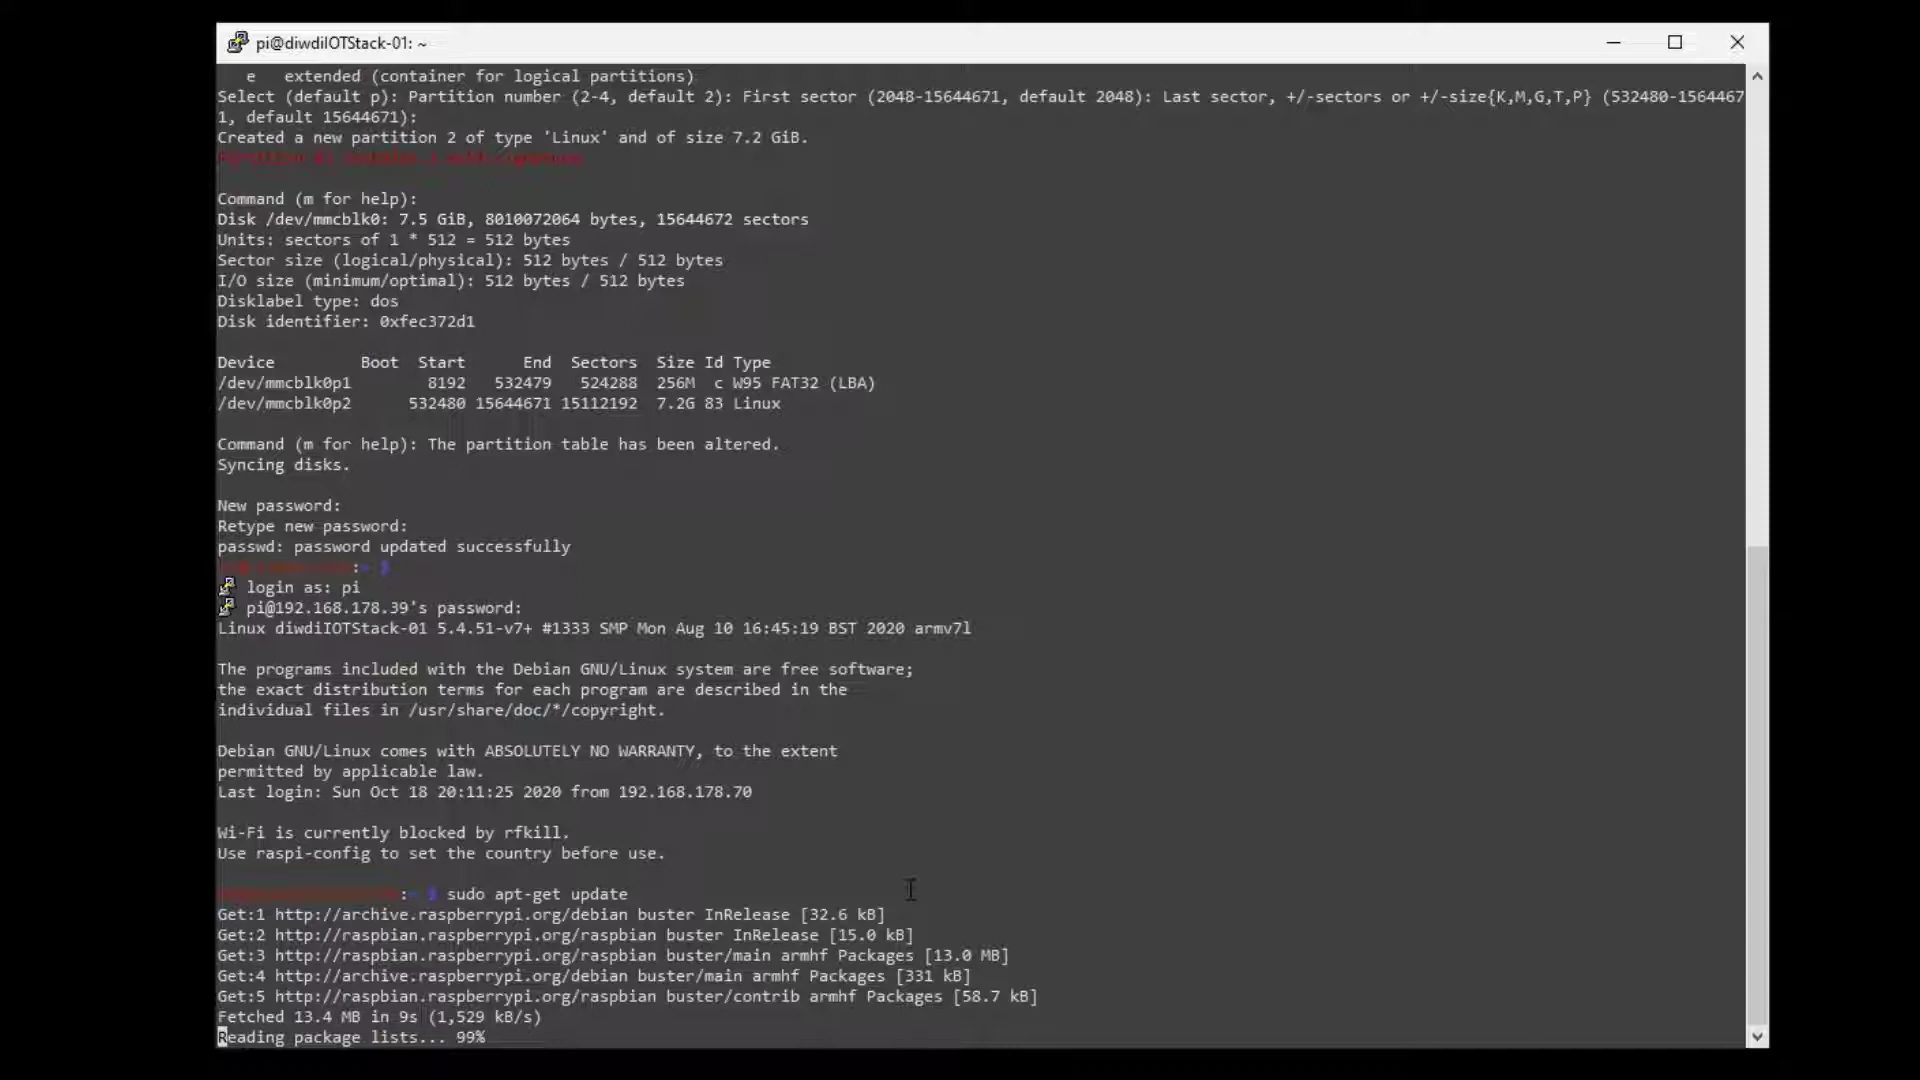 pi@diwdiIOTStack-01: ~
e   extended (container for logical partitions)
Select (default p): Partition number (2-4, default 2): First sector (2048-15644671, default 2048): Last sector, +/-sectors or +/-size{K,M,G,T,P} (532480-1564467
1, default 15644671):
Created a new partition 2 of type 'Linux' and of size 7.2 GiB.
Command (m for help):
Disk /dev/mmcblk0: 7.5 GiB, 8010072064 bytes, 15644672 sectors
Units: sectors of 1 * 512 = 512 bytes
Sector size (logical/physical): 512 bytes / 512 bytes
I/O size (minimum/optimal): 512 bytes / 512 bytes
Disklabel type: dos
Disk identifier: 0xfec372d1
Device         Boot  Start      End  Sectors  Size Id Type
/dev/mmcblk0p1        8192   532479   524288  256M  c W95 FAT32 (LBA)
/dev/mmcblk0p2      532480 15644671 15112192  7.2G 83 Linux
Command (m for help): The partition table has been altered.
Syncing disks.
New password:
Retype new password:
passwd: password updated successfully
:~ $
login as: pi
pi@192.168.178.39's password:
Linux diwdiIOTStack-01 5.4.51-v7+ #1333 SMP Mon Aug 10 16:45:19 BST 2020 armv7l
The programs included with the Debian GNU/Linux system are free software;
the exact distribution terms for each program are described in the
individual files in /usr/share/doc/*/copyright.
Debian GNU/Linux comes with ABSOLUTELY NO WARRANTY, to the extent
permitted by applicable law.
Last login: Sun Oct 18 20:11:25 2020 from 192.168.178.70
Wi-Fi is currently blocked by rfkill.
Use raspi-config to set the country before use.
:~ $ sudo apt-get update
Get:1 http://archive.raspberrypi.org/debian buster InRelease [32.6 kB]
Get:2 http://raspbian.raspberrypi.org/raspbian buster InRelease [15.0 kB]
Get:3 http://raspbian.raspberrypi.org/raspbian buster/main armhf Packages [13.0 MB]
Get:4 http://archive.raspberrypi.org/debian buster/main armhf Packages [331 kB]
Get:5 http://raspbian.raspberrypi.org/raspbian buster/contrib armhf Packages [58.7 kB]
Fetched 13.4 MB in 9s (1,529 kB/s)
Reading package lists... 99%